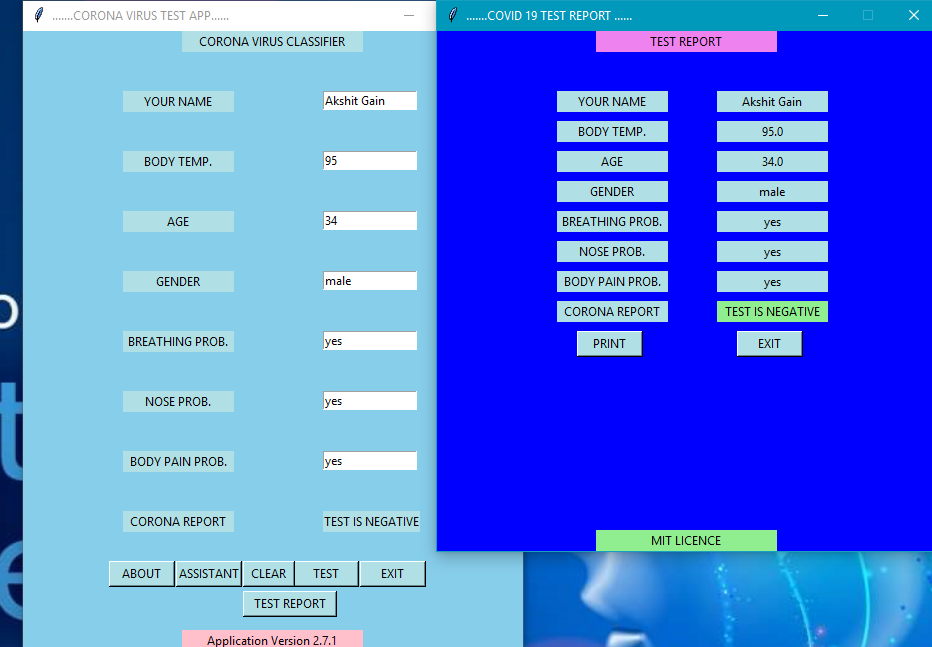 .......CORONA VIRUS TEST APP......
CORONA VIRUS CLASSIFIER
YOUR NAME Akshit Gain
BODY TEMP. 95
AGE 34
GENDER male
BREATHING PROB. yes
NOSE PROB. yes
BODY PAIN PROB. yes
CORONA REPORT TEST IS NEGATIVE
ABOUT ASSISTANT CLEAR TEST EXIT
TEST REPORT
Application Version 2.7.1
.......COVID 19 TEST REPORT ......
TEST REPORT
YOUR NAME Akshit Gain
BODY TEMP. 95.0
AGE 34.0
GENDER male
BREATHING PROB. yes
NOSE PROB. yes
BODY PAIN PROB. yes
CORONA REPORT TEST IS NEGATIVE
PRINT EXIT
MIT LICENCE